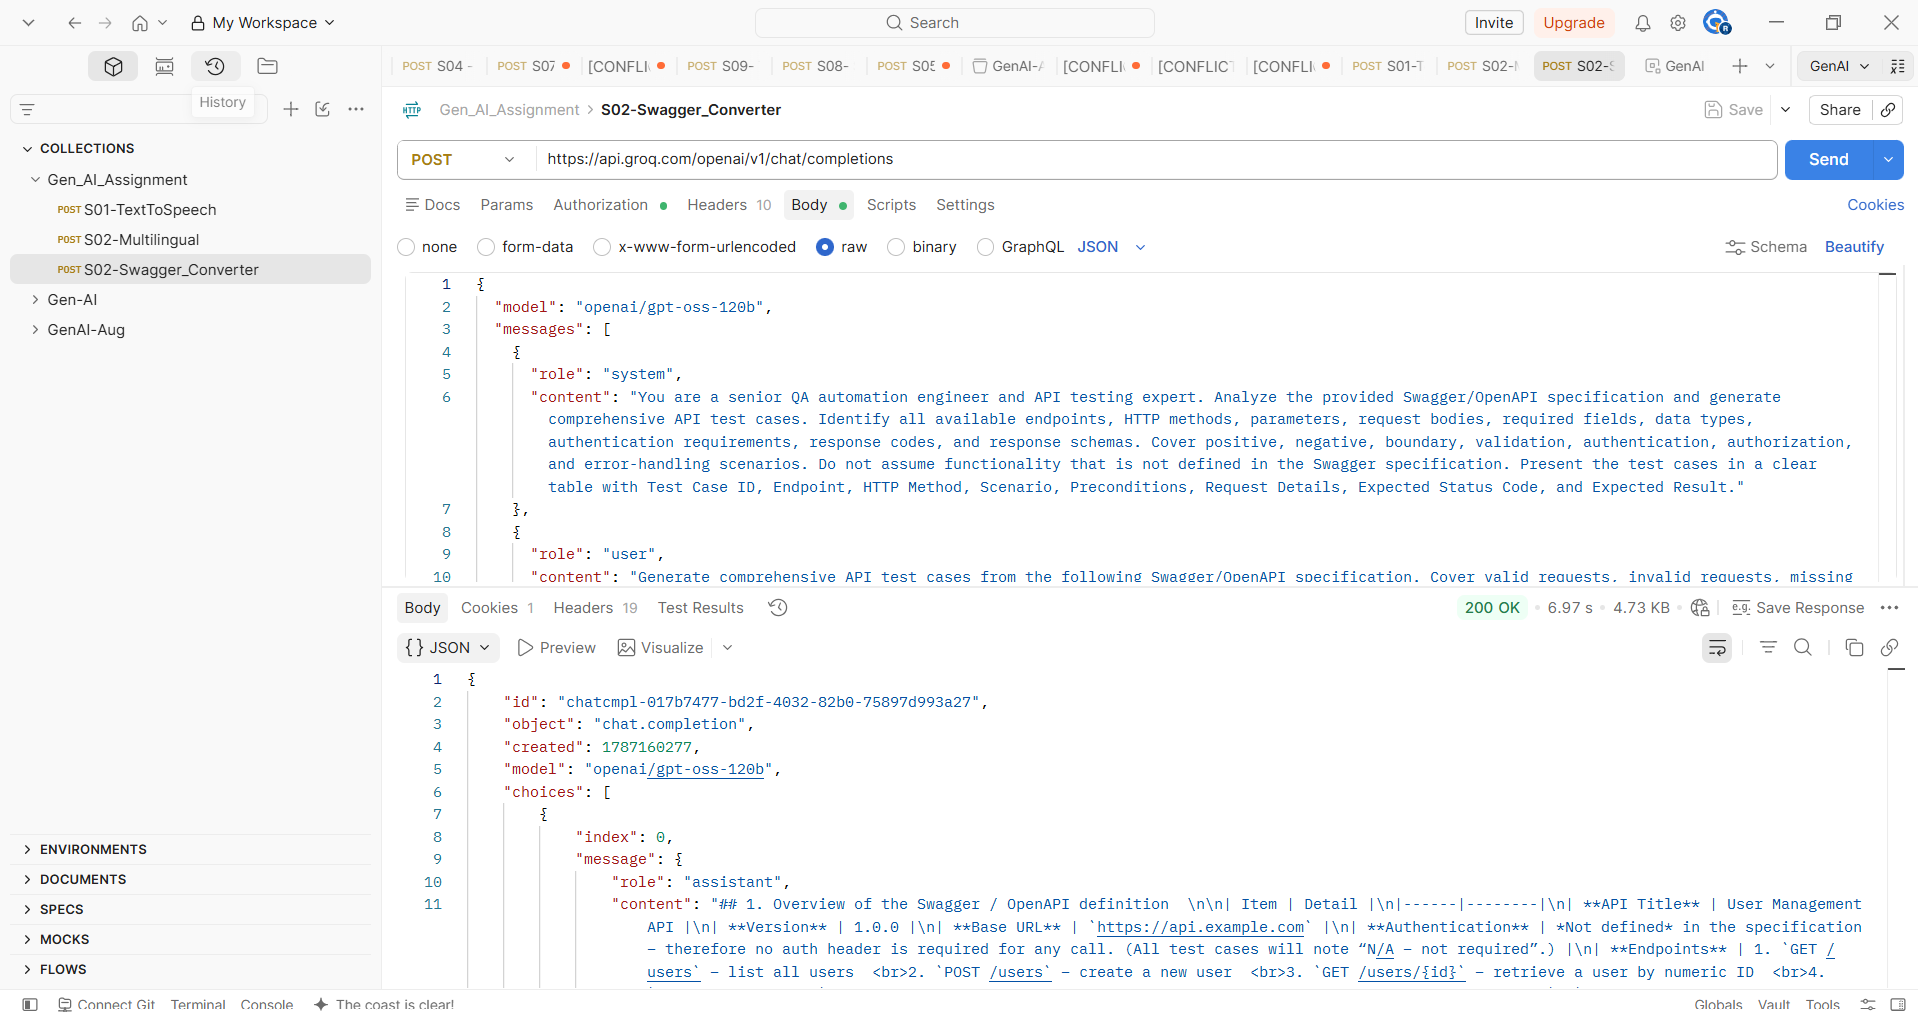 My Workspace
Search
Invite
Upgrade
POST S04 -
POST S07
[CONFLI
POST S09-
POST S08-
POST S05
GenAI-A
[CONFLI
[CONFLICT
[CONFLI
POST S01-T
POST S02-M
POST S02-S
GenAI
GenAI
History
Gen_AI_Assignment > S02-Swagger_Converter
Save
Share
COLLECTIONS
Gen_AI_Assignment
POST S01-TextToSpeech
POST S02-Multilingual
POST S02-Swagger_Converter
Gen-AI
GenAI-Aug
ENVIRONMENTS
DOCUMENTS
SPECS
MOCKS
FLOWS
HTTP
POST
https://api.groq.com/openai/v1/chat/completions
Send
Docs Params Authorization Headers 10 Body Scripts Settings
Cookies
none form-data x-www-form-urlencoded raw binary GraphQL JSON
Schema Beautify
1 {
2 "model": "openai/gpt-oss-120b",
3 "messages": [
4 {
5 "role": "system",
6 "content": "You are a senior QA automation engineer and API testing expert. Analyze the provided Swagger/OpenAPI specification and generate
comprehensive API test cases. Identify all available endpoints, HTTP methods, parameters, request bodies, required fields, data types,
authentication requirements, response codes, and response schemas. Cover positive, negative, boundary, validation, authentication, authorization,
and error-handling scenarios. Do not assume functionality that is not defined in the Swagger specification. Present the test cases in a clear
table with Test Case ID, Endpoint, HTTP Method, Scenario, Preconditions, Request Details, Expected Status Code, and Expected Result."
7 },
8 {
9 "role": "user",
10 "content": "Generate comprehensive API test cases from the following Swagger/OpenAPI specification. Cover valid requests, invalid requests, missing
Body Cookies 1 Headers 19 Test Results
200 OK • 6.97 s • 4.73 KB •
e.g. Save Response
{} JSON Preview Visualize
1 {
2 "id": "chatcmpl-017b7477-bd2f-4032-82b0-75897d993a27",
3 "object": "chat.completion",
4 "created": 1787160277,
5 "model": "openai/gpt-oss-120b",
6 "choices": [
7 {
8 "index": 0,
9 "message": {
10 "role": "assistant",
11 "content": "## 1. Overview of the Swagger / OpenAPI definition  \n\n| Item | Detail |\n|------|--------|\n| **API Title** | User Management
API |\n| **Version** | 1.0.0 |\n| **Base URL** | `https://api.example.com` |\n| **Authentication** | *Not defined* in the specification
– therefore no auth header is required for any call. (All test cases will note “N/A – not required”.) |\n| **Endpoints** | 1. `GET /
users` – list all users  <br>2. `POST /users` – create a new user  <br>3. `GET /users/{id}` – retrieve a user by numeric ID  <br>4.
Connect Git Terminal Console The coast is clear!
Globals Vault Tools